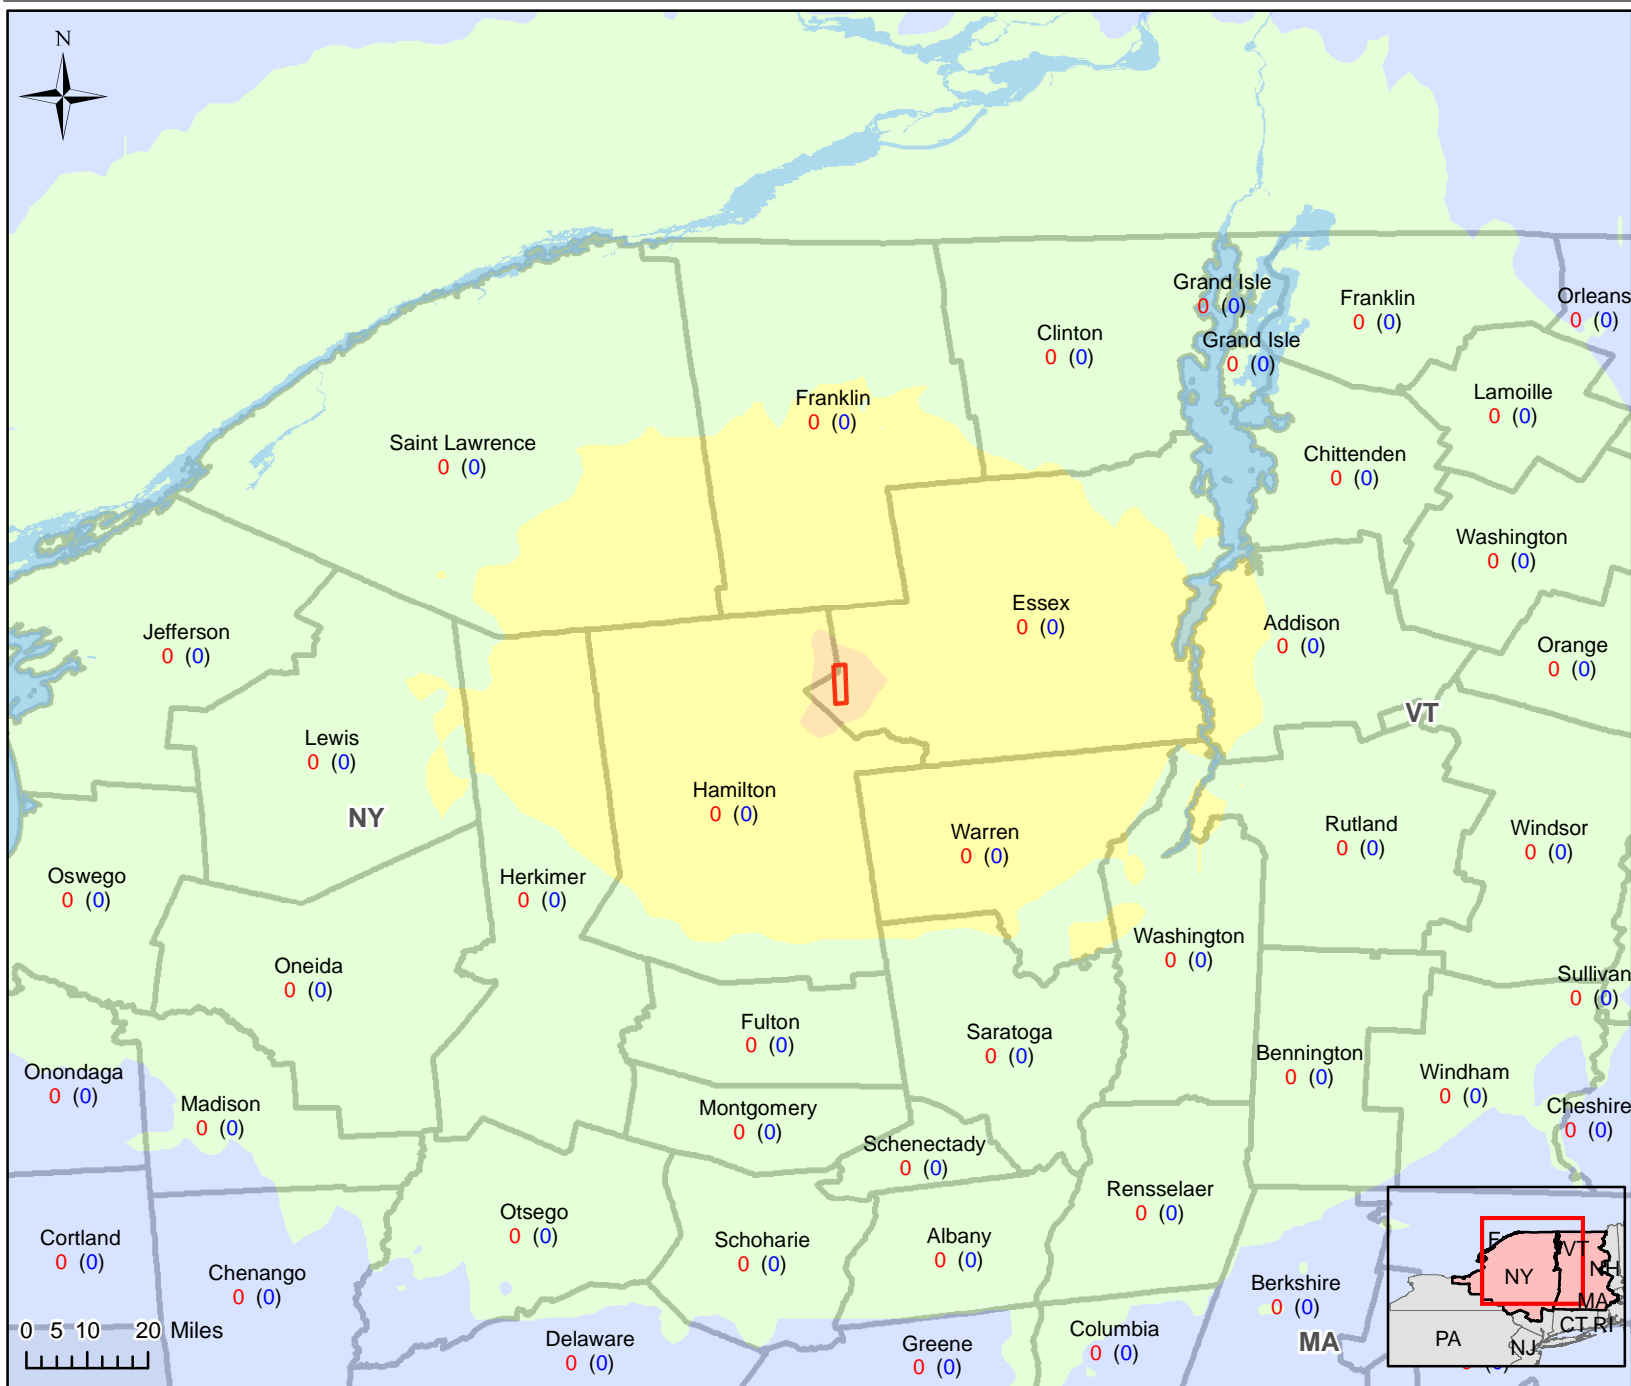 N
Grand Isle
0 (0)
Franklin
0 (0)
Orleans
0 (0)
Clinton
0 (0)
Grand Isle
0 (0)
Franklin
0 (0)
Lamoille
0 (0)
Saint Lawrence
0 (0)
Chittenden
0 (0)
Washington
0 (0)
Essex
0 (0)
Jefferson
0 (0)
Addison
0 (0)
Orange
0 (0)
VT
Lewis
0 (0)
NY
Hamilton
0 (0)
Warren
0 (0)
Rutland
0 (0)
Windsor
0 (0)
Oswego
0 (0)
Herkimer
0 (0)
Oneida
0 (0)
Washington
0 (0)
Sullivan
0 (0)
Fulton
0 (0)
Saratoga
0 (0)
Bennington
0 (0)
Onondaga
0 (0)
Windham
0 (0)
Madison
0 (0)
Montgomery
0 (0)
Cheshire
0 (0)
Schenectady
0 (0)
Rensselaer
0 (0)
Otsego
0 (0)
Schoharie
0 (0)
Albany
0 (0)
Cortland
0 (0)
Chenango
0 (0)
Berkshire
0 (0)
0 5 10 20 Miles
Delaware
0 (0)
Greene
0 (0)
Columbia
0 (0)
MA
VT
NY
NH
MA
CT RI
PA
NJ